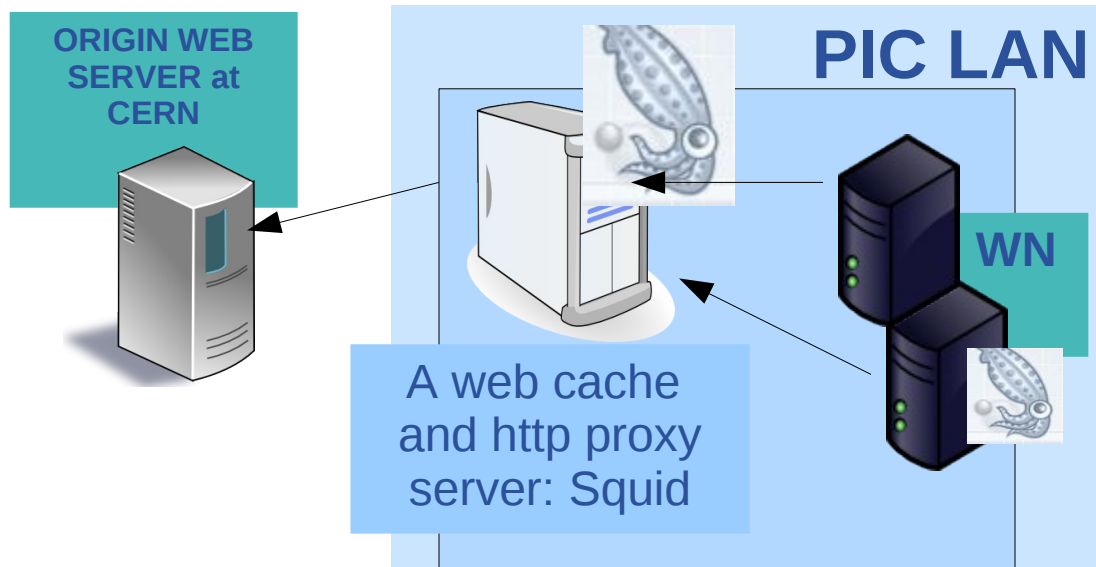 ORIGIN WEB
SERVER at
CERN
PIC LAN
WN
A web cache
and http proxy
server: Squid